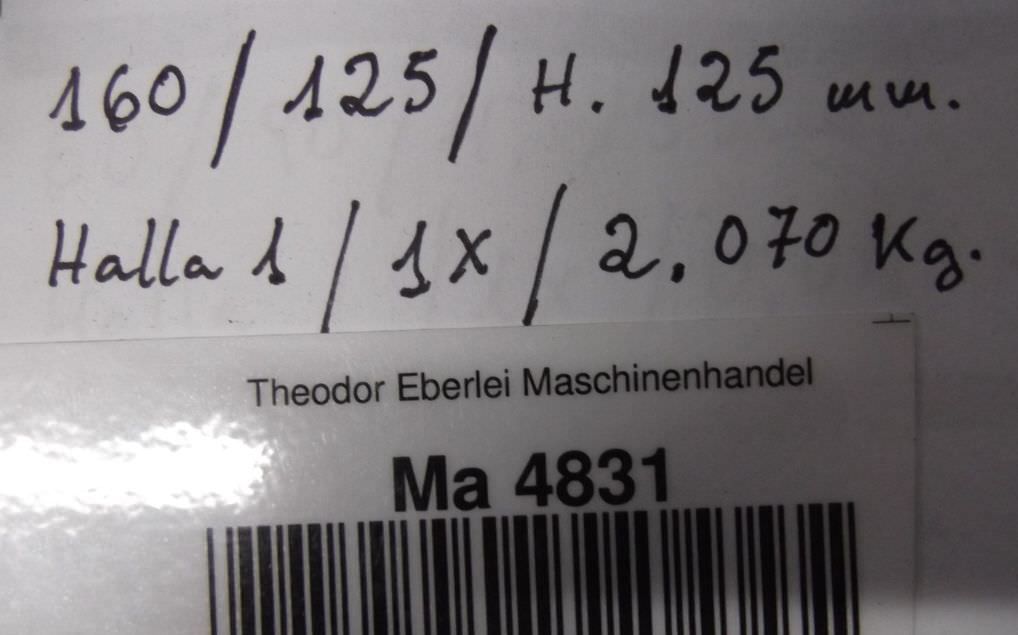 160 / 125 / H. 125 mm.
Halla 1 / 1x / 2.070 Kg.
Theodor Eberlei Maschinenhandel
Ma 4831